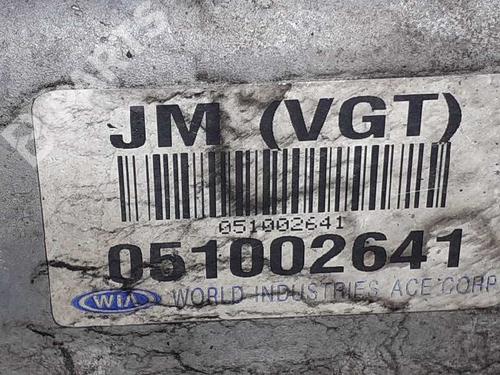 JM (VGT)
051002641
051002641
WIA WORLD INDUSTRIES ACE CORP